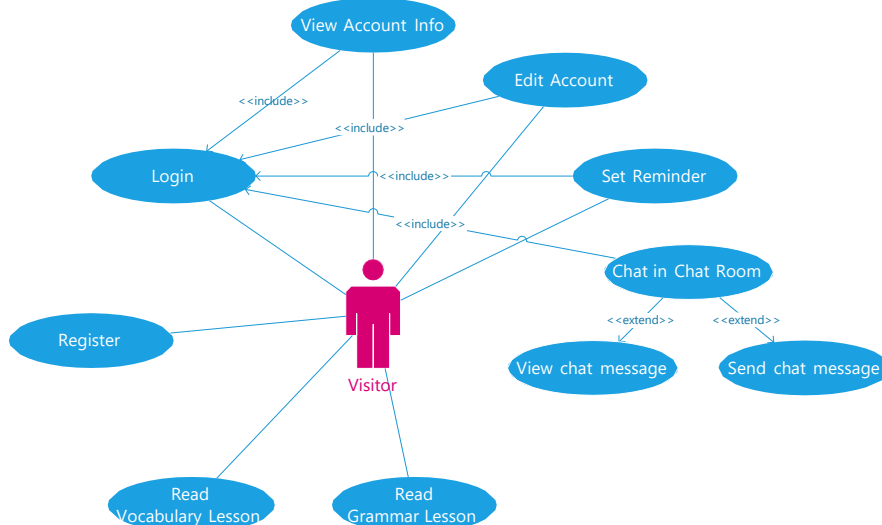 View Account Info
Edit Account
<<include>>
<<include>>
Login
<<include>>
Set Reminder
<<include>>
Chat in Chat Room
<<extend>>
<<extend>>
Register
View chat message
Send chat message
Visitor
Read
Vocabulary Lesson
Read
Grammar Lesson